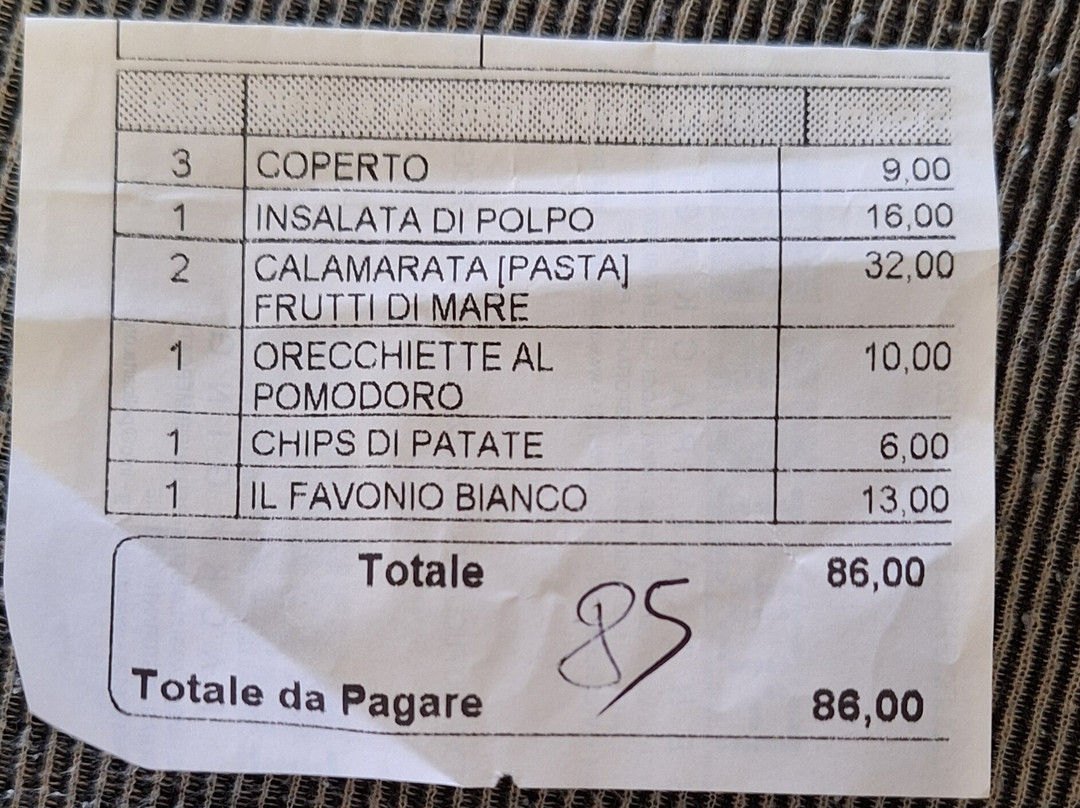 3 COPERTO 9,00
1 INSALATA DI POLPO 16,00
2 CALAMARATA [PASTA] 32,00
FRUTTI DI MARE
1 ORECCHIETTE AL 10,00
POMODORO
1 CHIPS DI PATATE 6,00
1 IL FAVONIO BIANCO 13,00
Totale 86,00
85
Totale da Pagare 86,00